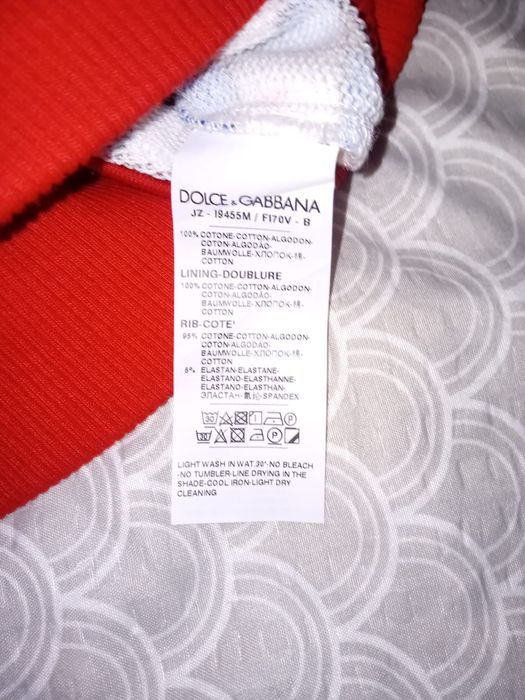 DOLCE & GABBANA
JZ - 19455M / F170V - B
100% COTONE-COTTON-ALGODON-
COTON-ALGODÃO-
BAUMWOLLE-ХЛОПОК-棉-
COTTON
LINING-DOUBLURE
100% COTONE-COTTON-ALGODON-
COTON-ALGODÃO-
BAUMWOLLE-ХЛОПОК-棉-
COTTON
RIB-COTE'
95% COTONE-COTTON-ALGODON-
COTON-ALGODÃO-
BAUMWOLLE-ХЛОПОК-棉-
COTTON
5% ELASTAN-ELASTANE-
ELASTANO-ELASTHANNE-
ELASTANO-ELASTHAN-
ЭЛАСТАН-氨纶-SPANDEX
30 P
P
LIGHT WASH IN WAT.30°-NO BLEACH
-NO TUMBLER-LINE DRYING IN THE
SHADE-COOL IRON-LIGHT DRY
CLEANING